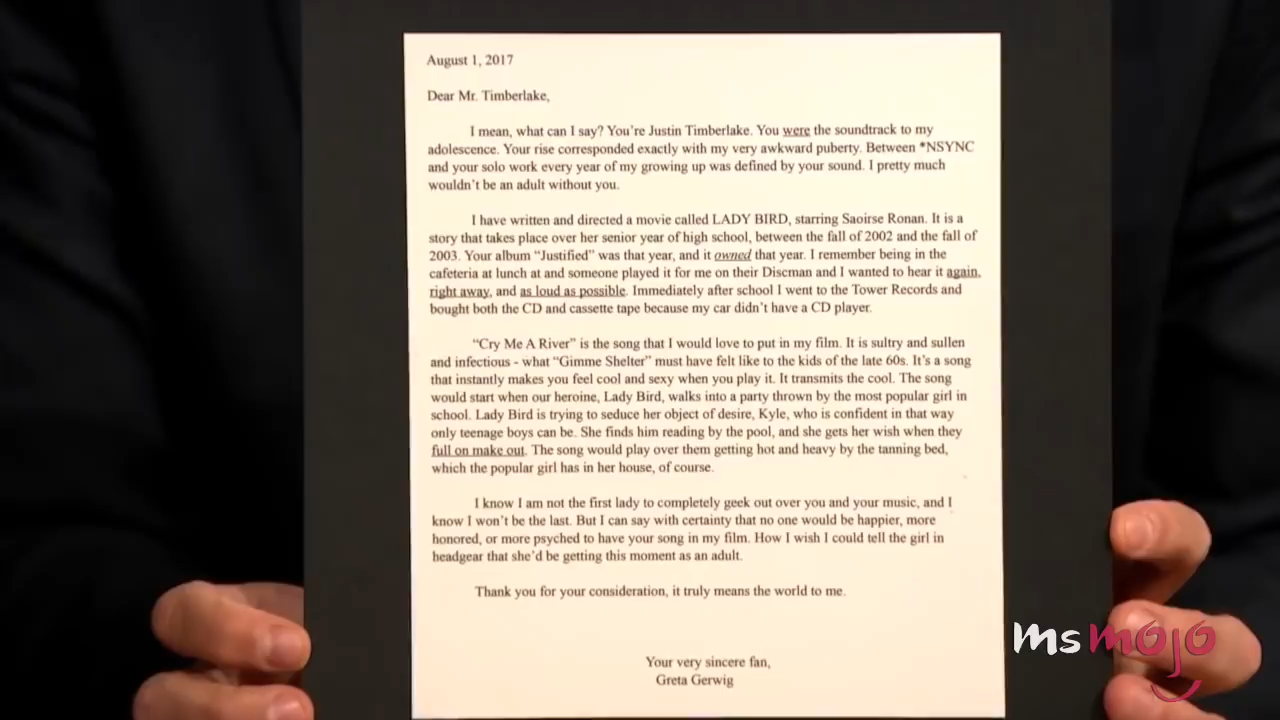 August 1, 2017
Dear Mr. Timberlake,
I mean, what can I say? You're Justin Timberlake. You were the soundtrack to my
adolescence. Your rise corresponded exactly with my very awkward puberty. Between *NSYNC
and your solo work every year of my growing up was defined by your sound. I pretty much
wouldn't be an adult without you.
I have written and directed a movie called LADY BIRD, starring Saoirse Ronan. It is a
story that takes place over her senior year of high school, between the fall of 2002 and the fall of
2003. Your album “Justified” was that year, and it owned that year. I remember being in the
cafeteria at lunch at and someone played it for me on their Discman and I wanted to hear it again,
right away, and as loud as possible. Immediately after school I went to the Tower Records and
bought both the CD and cassette tape because my car didn't have a CD player.
“Cry Me A River” is the song that I would love to put in my film. It is sultry and sullen
and infectious - what “Gimme Shelter” must have felt like to the kids of the late 60s. It's a song
that instantly makes you feel cool and sexy when you play it. It transmits the cool. The song
would start when our heroine, Lady Bird, walks into a party thrown by the most popular girl in
school. Lady Bird is trying to seduce her object of desire, Kyle, who is confident in that way
only teenage boys can be. She finds him reading by the pool, and she gets her wish when they
full on make out. The song would play over them getting hot and heavy by the tanning bed,
which the popular girl has in her house, of course.
I know I am not the first lady to completely geek out over you and your music, and I
know I won't be the last. But I can say with certainty that no one would be happier, more
honored, or more psyched to have your song in my film. How I wish I could tell the girl in
headgear that she'd be getting this moment as an adult.
Thank you for your consideration, it truly means the world to me.
Your very sincere fan,
Greta Gerwig
msmojo